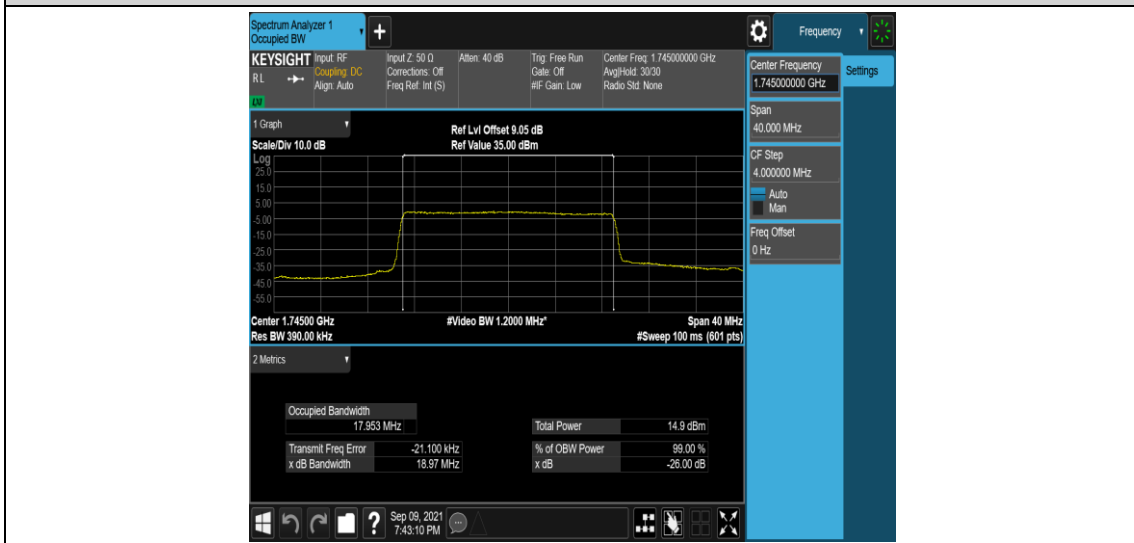 Spectrum Analyzer 1
Occupied BW
+
Frequency
KEYSIGHT Input: RF Input Z: 50 Ω Atten: 40 dB Trig: Free Run Center Freq: 1.745000000 GHz
RL Coupling: DC Corrections: Off Gate: Off Avg|Hold: 30/30
Align: Auto Freq Ref: Int (S) #IF Gain: Low Radio Std: None
LXI
Center Frequency
1.745000000 GHz
Settings
Span
40.000 MHz
CF Step
4.000000 MHz
Auto
Man
Freq Offset
0 Hz
1 Graph
Ref Lvl Offset 9.05 dB
Scale/Div 10.0 dB Ref Value 35.00 dBm
Log
25.0
15.0
5.00
-5.00
-15.0
-25.0
-35.0
-45.0
-55.0
Center 1.74500 GHz #Video BW 1.2000 MHz* Span 40 MHz
Res BW 390.00 kHz #Sweep 100 ms (601 pts)
2 Metrics
Occupied Bandwidth
17.953 MHz Total Power 14.9 dBm
Transmit Freq Error -21.100 kHz % of OBW Power 99.00 %
x dB Bandwidth 18.97 MHz x dB -26.00 dB
? Sep 09, 2021
7:43:10 PM